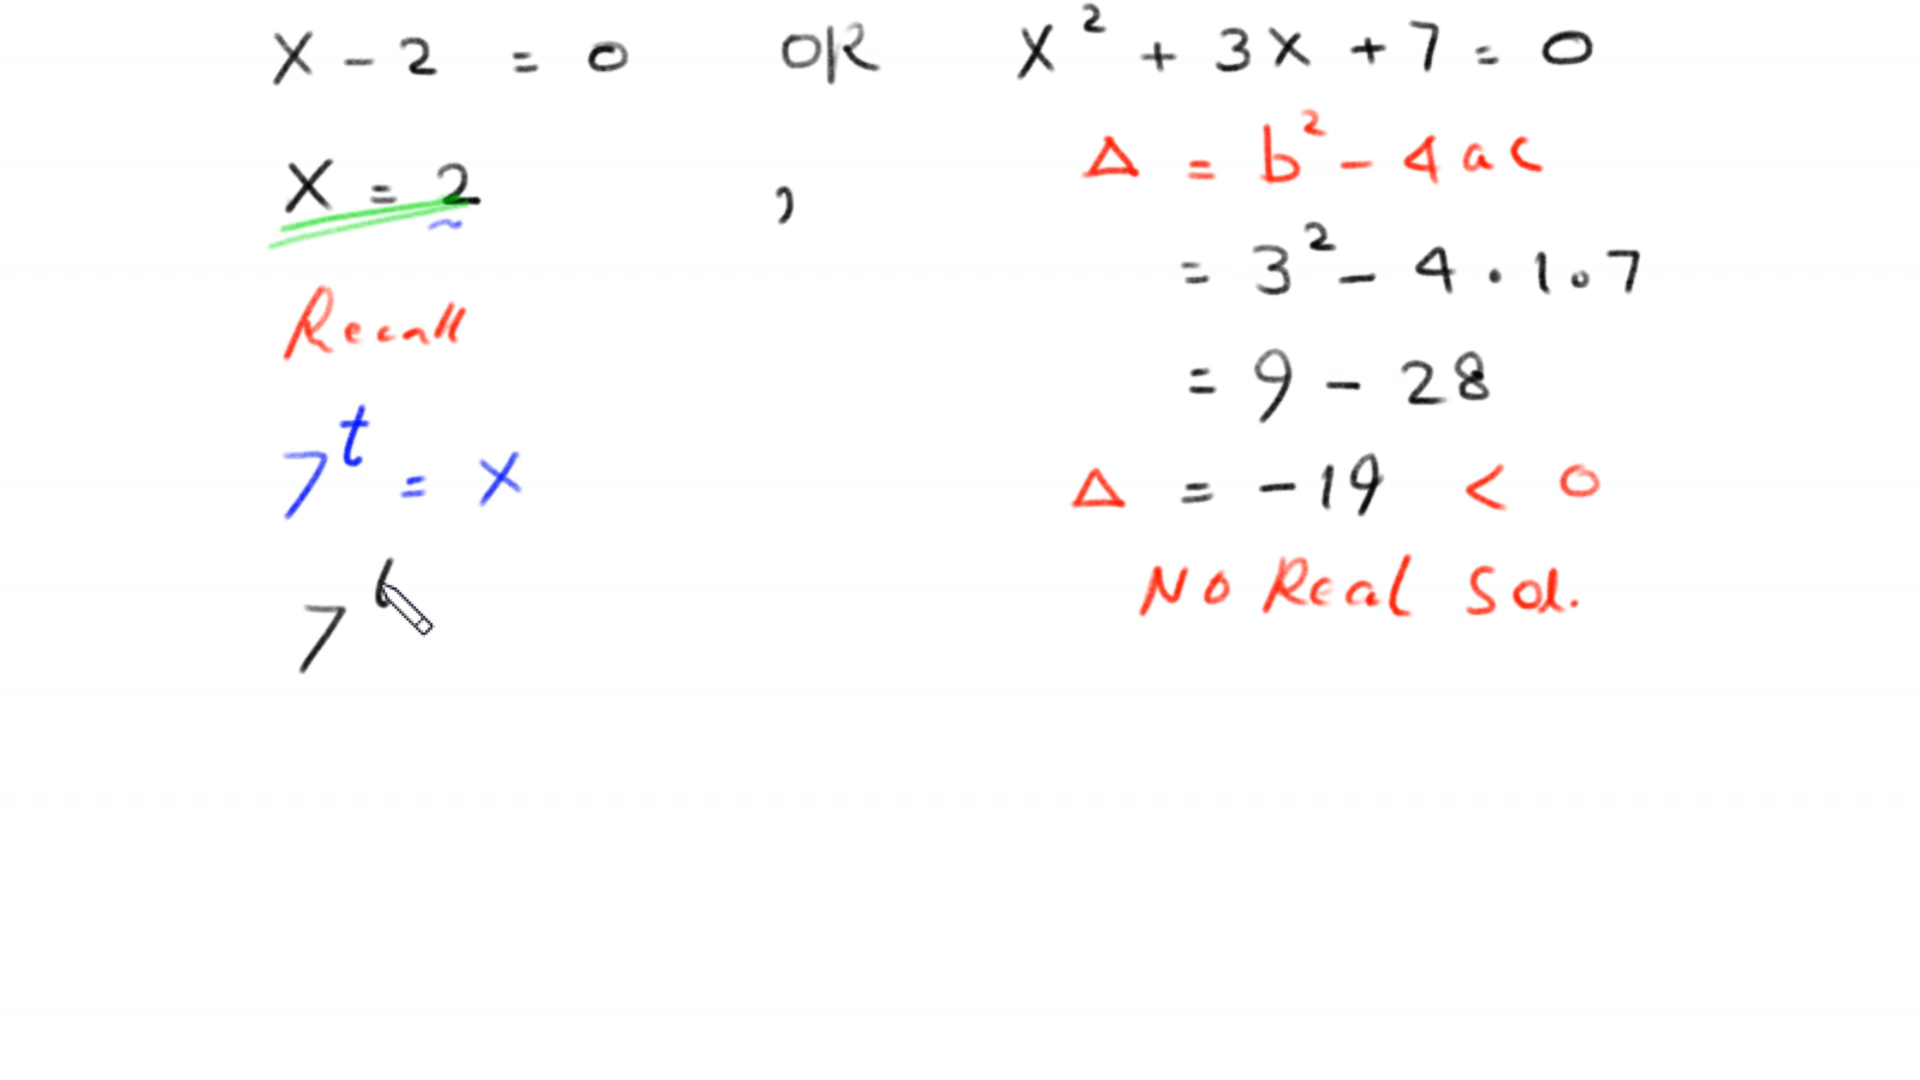 x - 2 = 0 OR x² + 3x + 7 = 0
x = 2 , Δ = b² - 4ac
= 3² - 4 · 1 · 7
Recall
= 9 - 28
7ᵗ = x
Δ = -19 < 0
No Real Sol.
7